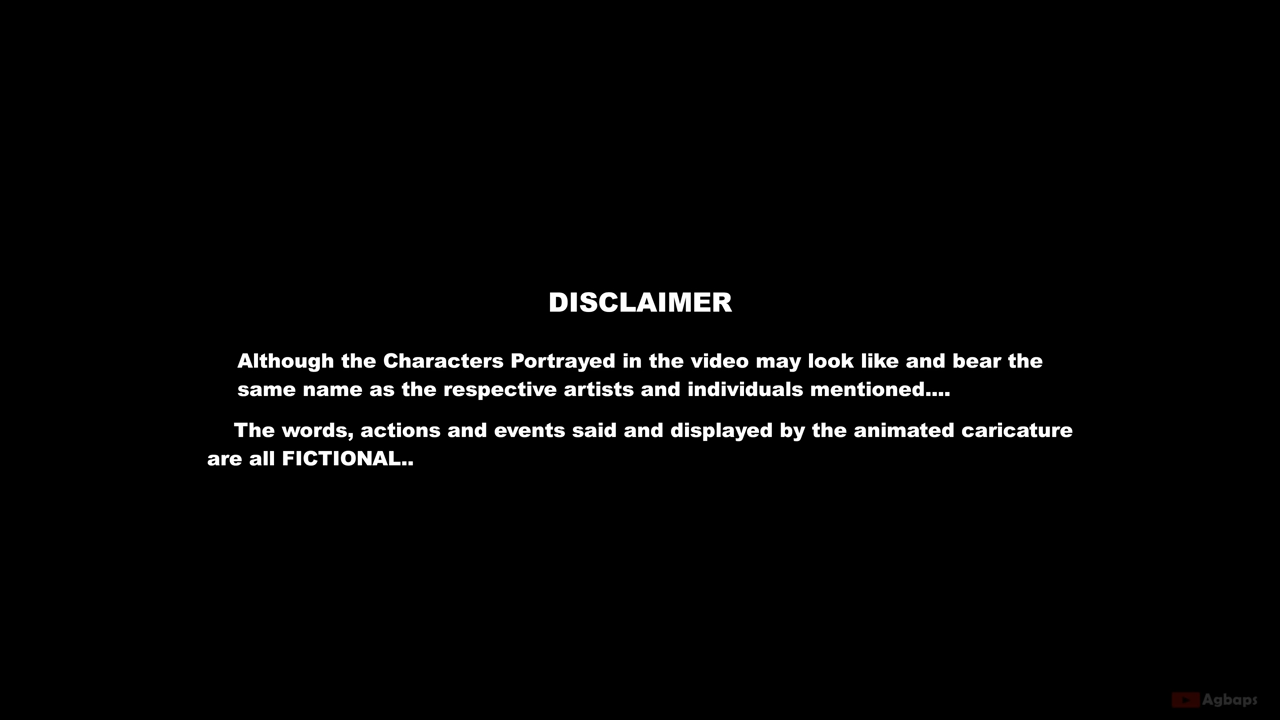 DISCLAIMER
Although the Characters Portrayed in the video may look like and bear the
same name as the respective artists and individuals mentioned....
The words, actions and events said and displayed by the animated caricature
are all FICTIONAL..
Agbaps